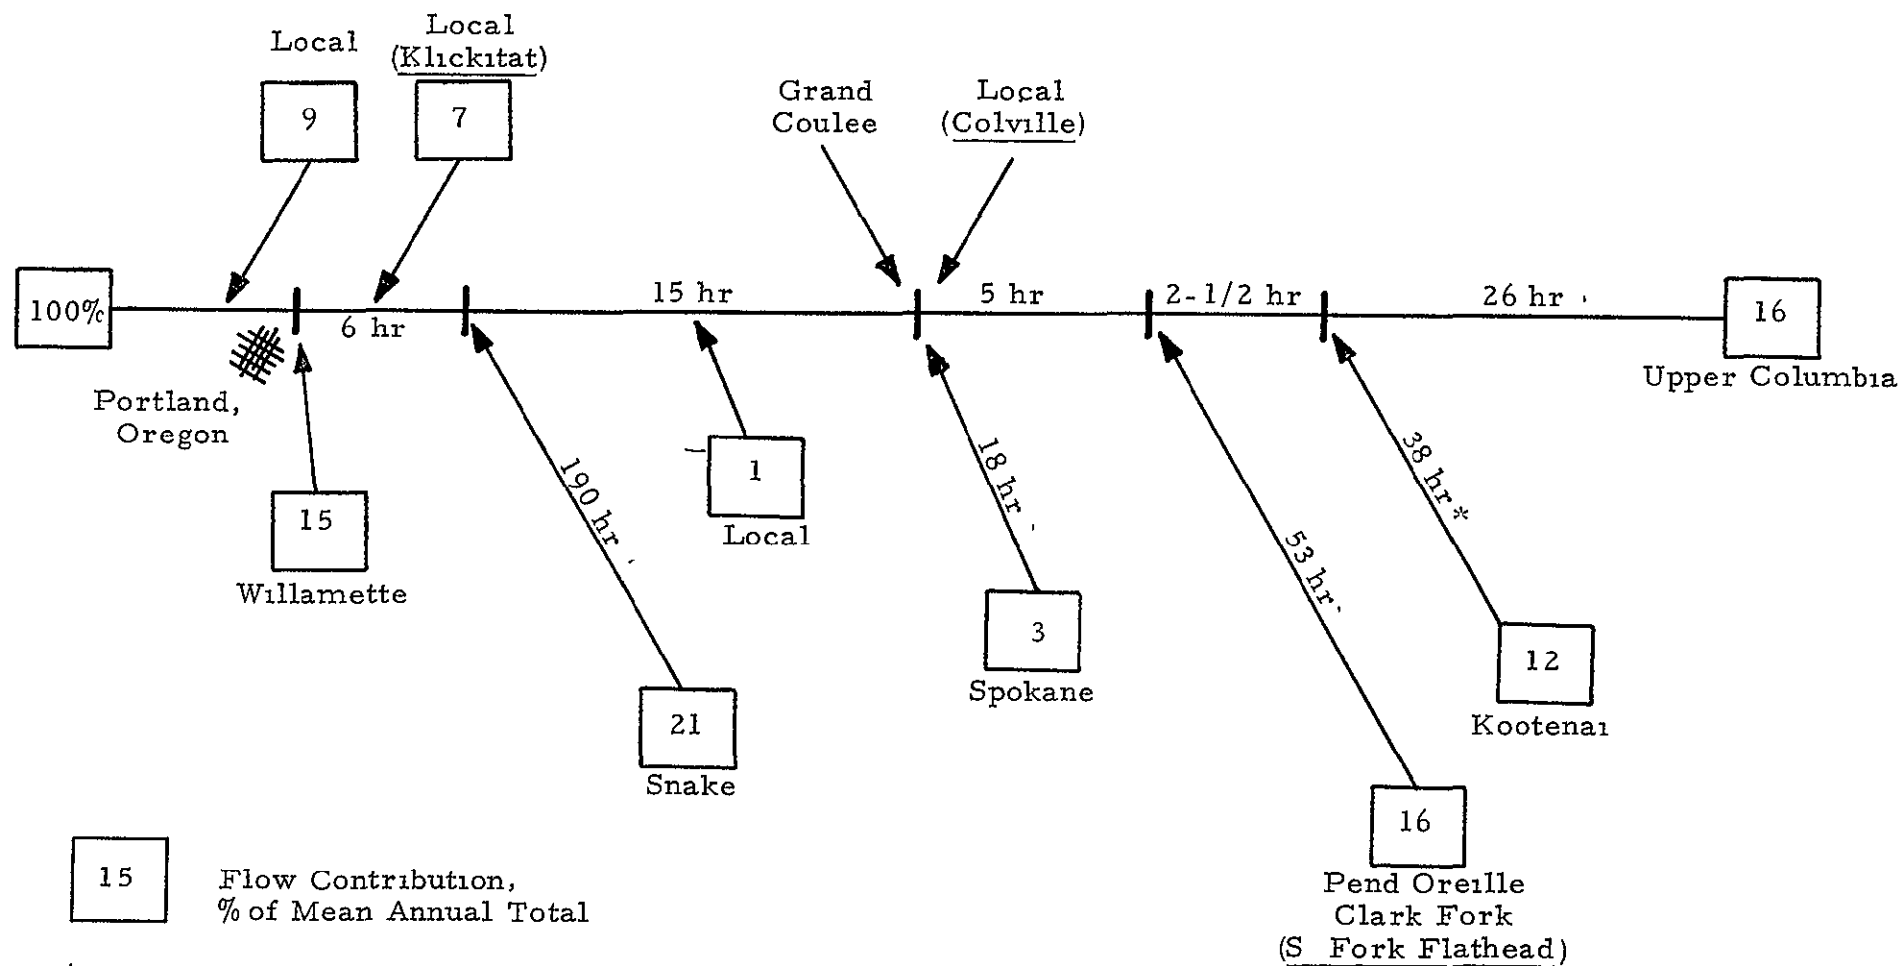 Local
9
Local
(Klickitat)
7
Grand
Coulee
Local
(Colville)
100%
6 hr
15 hr
5 hr
2-1/2 hr
26 hr
16
Upper Columbia
Portland,
Oregon
15
Willamette
190 hr
21
Snake
1
Local
18 hr
3
Spokane
53 hr
16
Pend Oreille
Clark Fork
(S Fork Flathead)
38 hr*
12
Kootenai
15
Flow Contribution,
% of Mean Annual Total